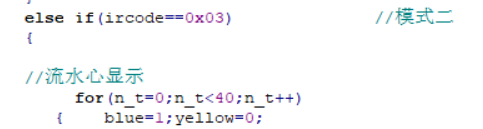 else if(ircode==0x03) //模式二
{
//流水心显示
for(n_t=0;n_t<40;n_t++)
{ blue=1;yellow=0;